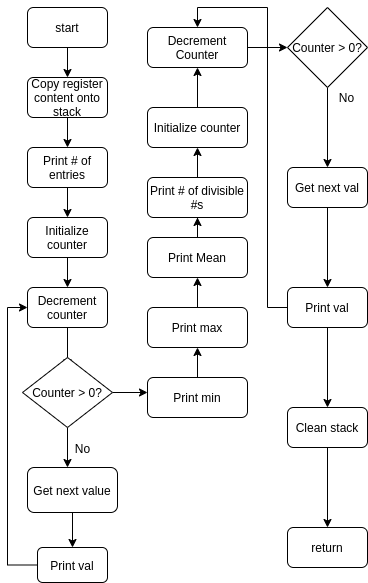 start
Copy register
content onto
stack
Print # of
entries
Initialize
counter
Decrement
counter
Counter > 0?
No
Get next value
Print val
Print min
Print max
Print Mean
Print # of divisible
#s
Initialize counter
Decrement
Counter
Counter > 0?
No
Get next val
Print val
Clean stack
return